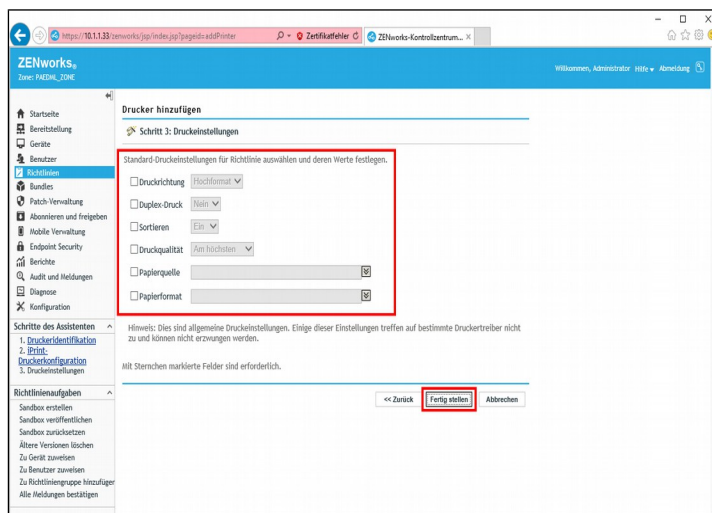 https://10.1.1.33/zenworks/jsp/index.jsp?pageid=addPrinter
Zertifikatfehler
ZENworks-Kontrollzentrum...
ZENworks®
Zone: PAEDML_ZONE
Willkommen, Administrator Hilfe Abmeldung
Startseite
Bereitstellung
Geräte
Benutzer
Richtlinien
Bundles
Patch-Verwaltung
Abonnieren und freigeben
Mobile Verwaltung
Endpoint Security
Berichte
Audit und Meldungen
Diagnose
Konfiguration
Schritte des Assistenten
1. Druckeridentifikation
2. iPrint-
Druckerkonfiguration
3. Druckeinstellungen
Richtlinienaufgaben
Sandbox erstellen
Sandbox veröffentlichen
Sandbox zurücksetzen
Ältere Versionen löschen
Zu Gerät zuweisen
Zu Benutzer zuweisen
Zu Richtliniengruppe hinzufügen
Alle Meldungen bestätigen
Drucker hinzufügen
Schritt 3: Druckeinstellungen
Standard-Druckeinstellungen für Richtlinie auswählen und deren Werte festlegen.
Druckrichtung Hochformat
Duplex-Druck Nein
Sortieren Ein
Druckqualität Am höchsten
Papierquelle
Papierformat
Hinweis: Dies sind allgemeine Druckeinstellungen. Einige dieser Einstellungen treffen auf bestimmte Druckertreiber nicht
zu und können nicht erzwungen werden.
Mit Sternchen markierte Felder sind erforderlich.
<< Zurück Fertig stellen Abbrechen